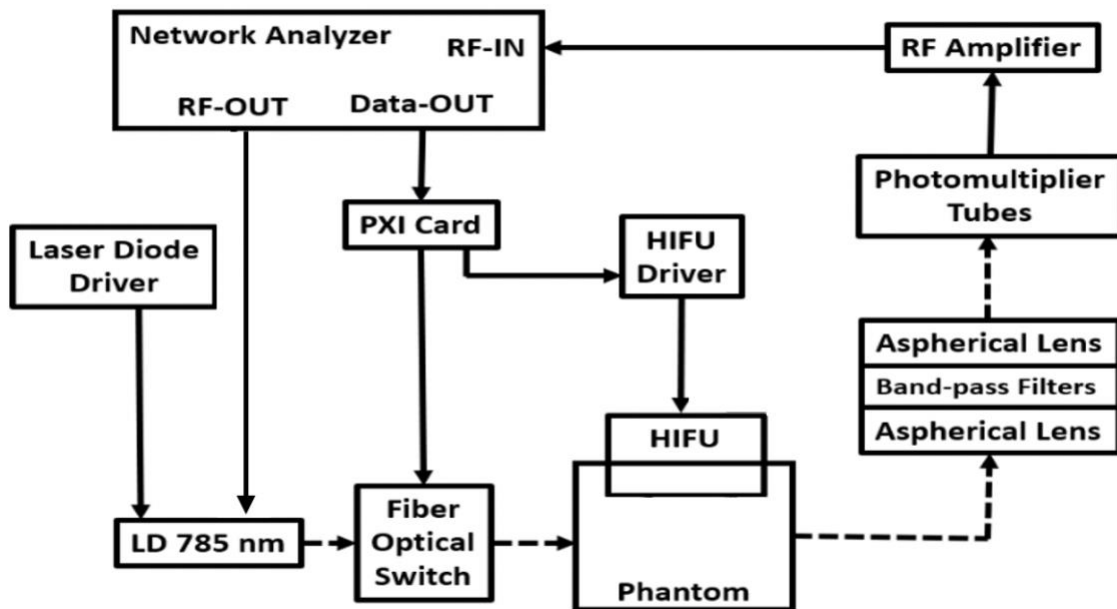 Network Analyzer
RF-IN
RF-OUT
Data-OUT
RF Amplifier
Photomultiplier
Tubes
PXI Card
HIFU
Driver
Laser Diode
Driver
Aspherical Lens
Band-pass Filters
Aspherical Lens
HIFU
LD 785 nm
Fiber
Optical
Switch
Phantom